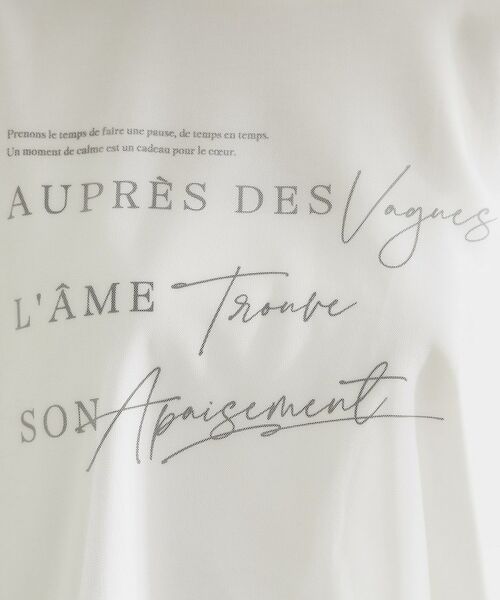 Prenons le temps de faire une pause, de temps en temps.
Un moment de calme est un cadeau pour le cœur.
AUPRÈS DES Vagues
L'ÂME Trouve
SON Apaisement